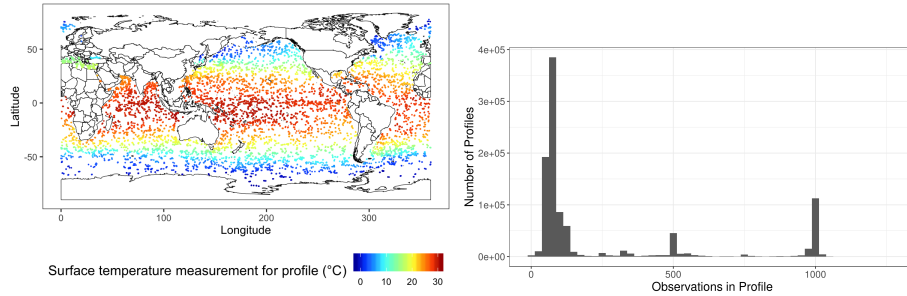 50
0
-50
Latitude
0
100
200
300
Longitude
Surface temperature measurement for profile (°C)
0
10
20
30
4e+05
3e+05
2e+05
1e+05
0e+00
Number of Profiles
0
500
1000
Observations in Profile